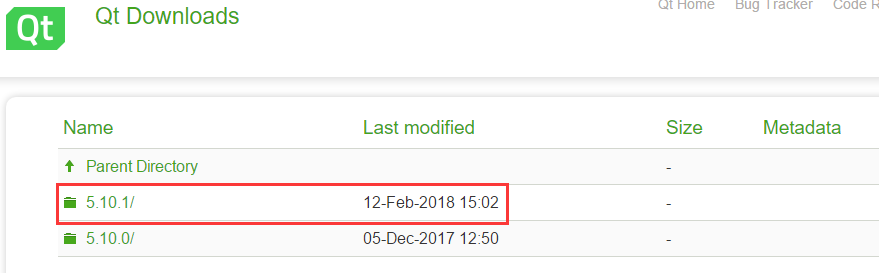 Qt Qt Downloads Qt Home Bug Tracker Code R
Name Last modified Size Metadata
Parent Directory -
5.10.1/ 12-Feb-2018 15:02 -
5.10.0/ 05-Dec-2017 12:50 -